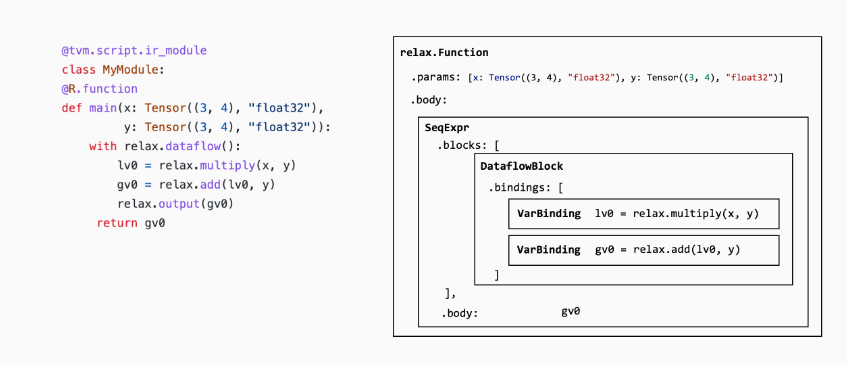 @tvm.script.ir_module
class MyModule:
@R.function
def main(x: Tensor((3, 4), "float32"),
         y: Tensor((3, 4), "float32")):
    with relax.dataflow():
        lv0 = relax.multiply(x, y)
        gv0 = relax.add(lv0, y)
        relax.output(gv0)
     return gv0
relax.Function
.params: [x: Tensor((3, 4), "float32"), y: Tensor((3, 4), "float32")]
.body:
SeqExpr
.blocks: [
DataflowBlock
.bindings: [
VarBinding lv0 = relax.multiply(x, y)
VarBinding gv0 = relax.add(lv0, y)
]
],
.body: gv0